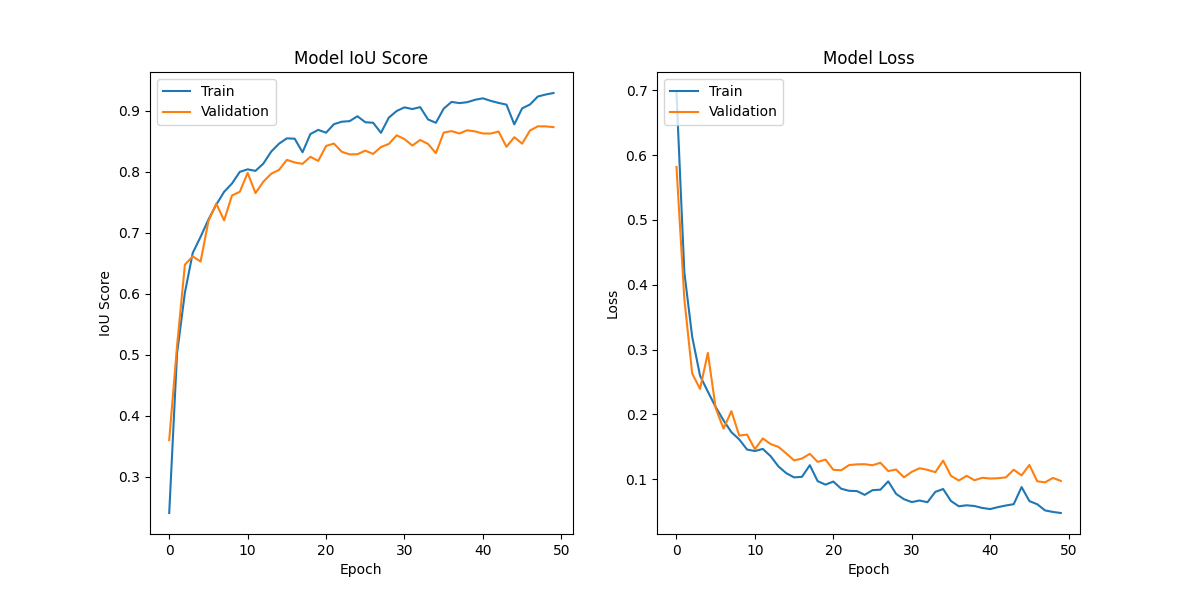 Model IoU Score
Train
Validation
0.9
0.8
0.7
0.6
0.5
0.4
0.3
IoU Score
0 10 20 30 40 50
Epoch
Model Loss
Train
Validation
0.7
0.6
0.5
0.4
0.3
0.2
0.1
Loss
0 10 20 30 40 50
Epoch